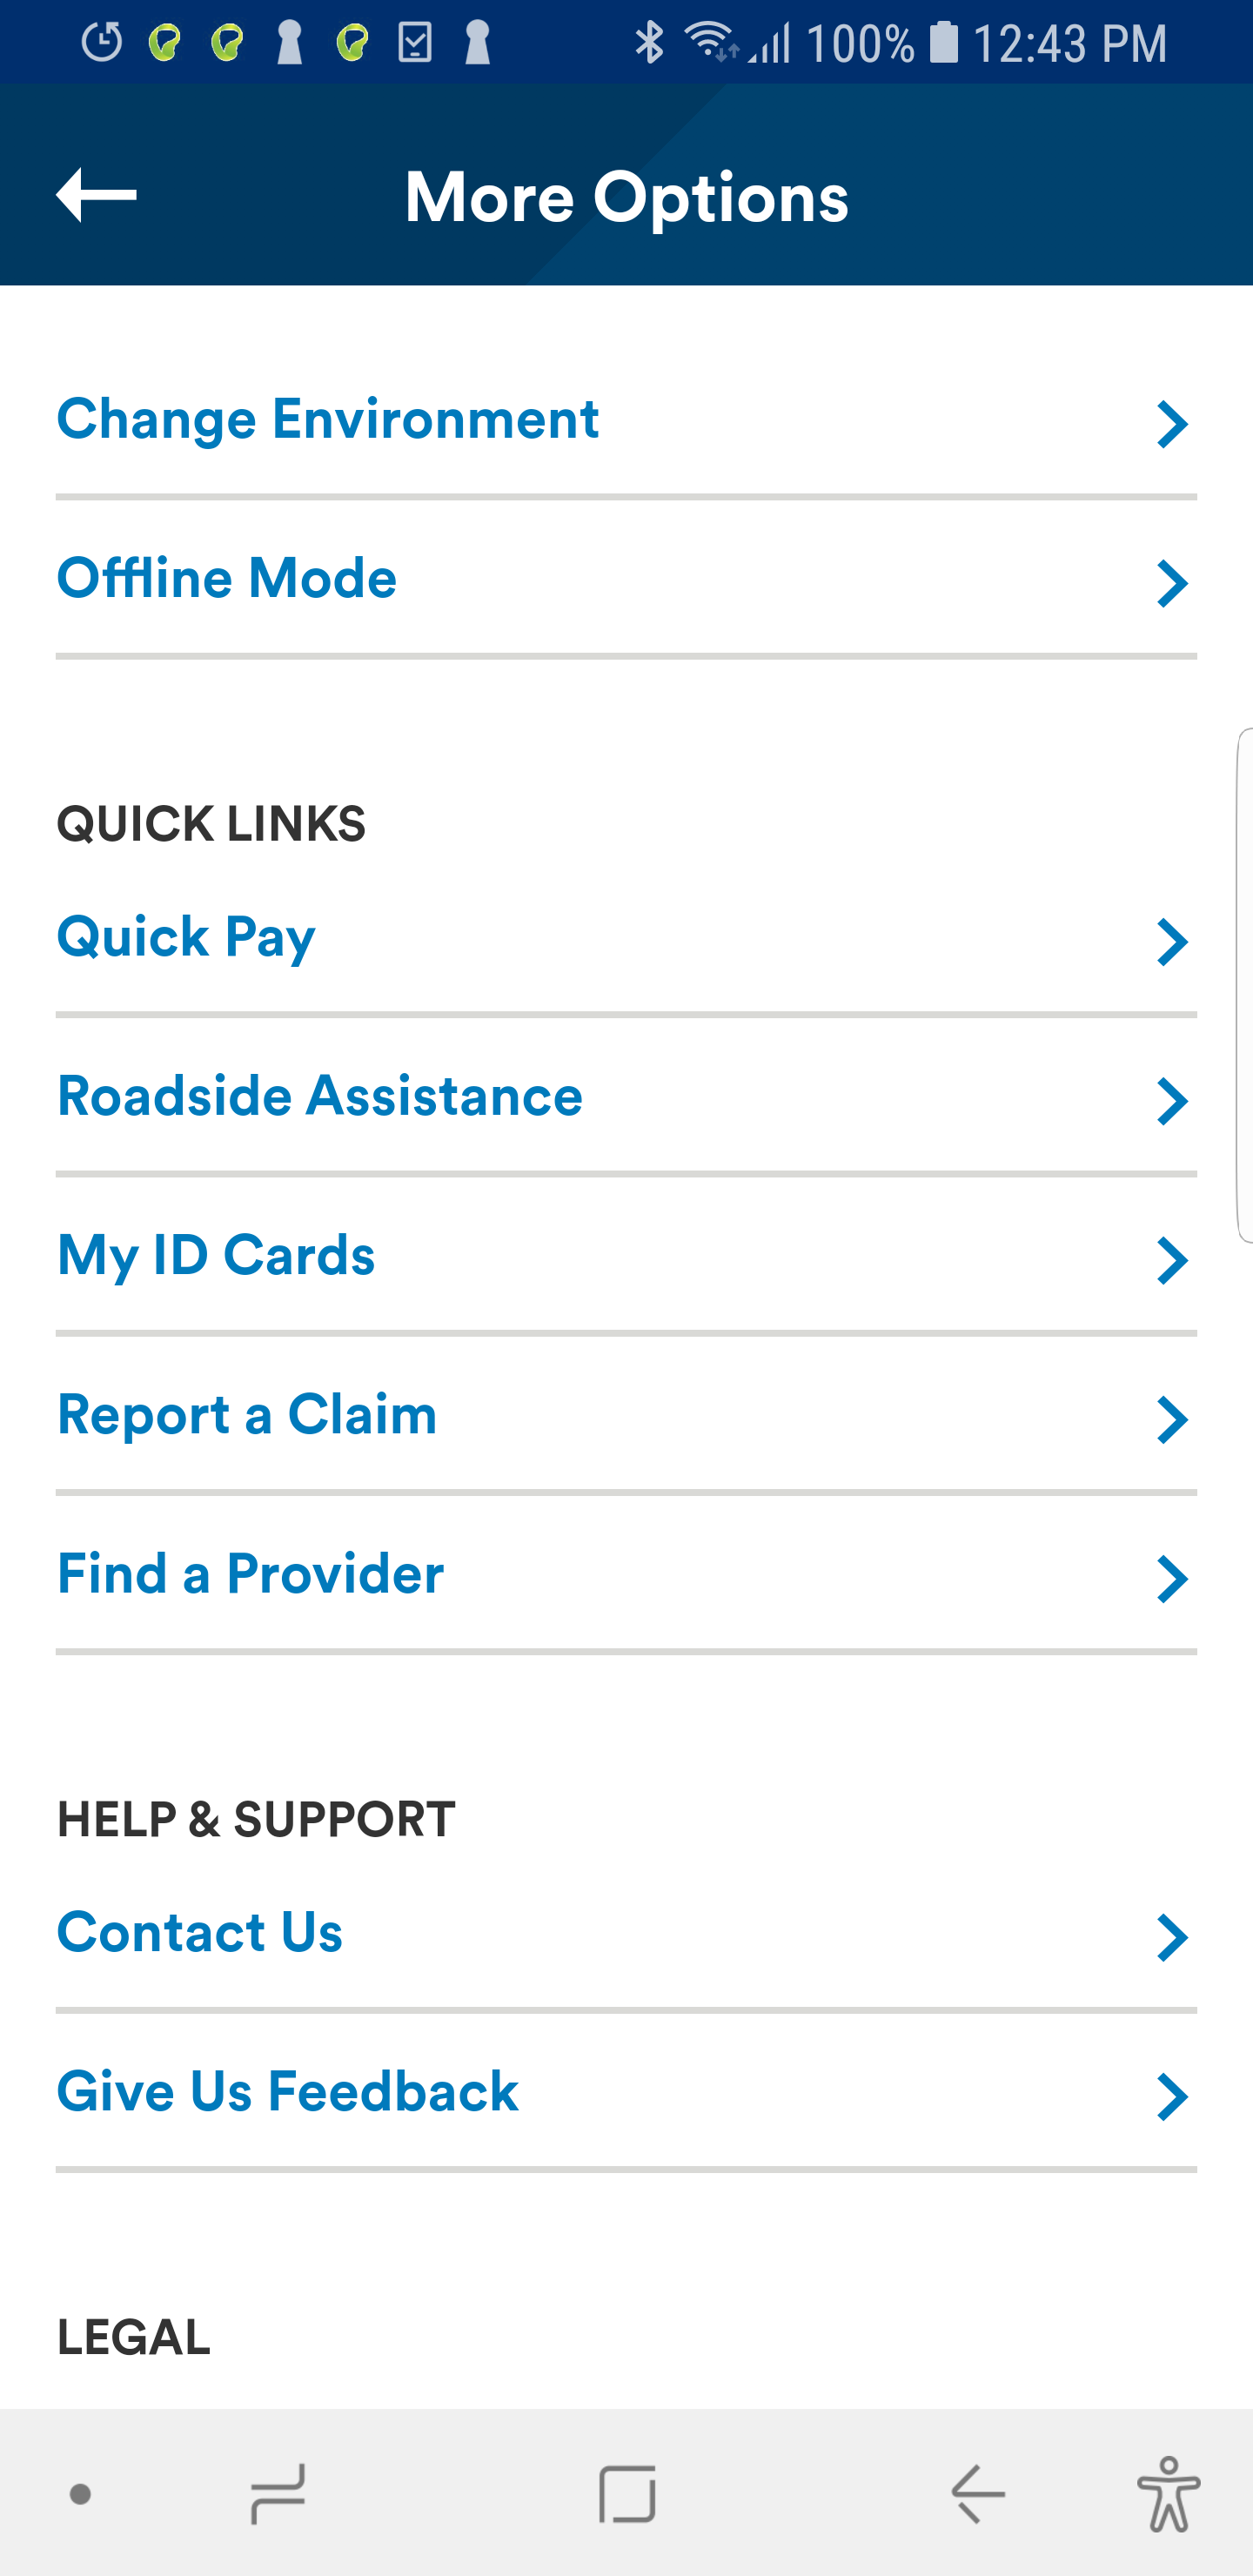 100% 12:43 PM
More Options
Change Environment
Offline Mode
QUICK LINKS
Quick Pay
Roadside Assistance
My ID Cards
Report a Claim
Find a Provider
HELP & SUPPORT
Contact Us
Give Us Feedback
LEGAL